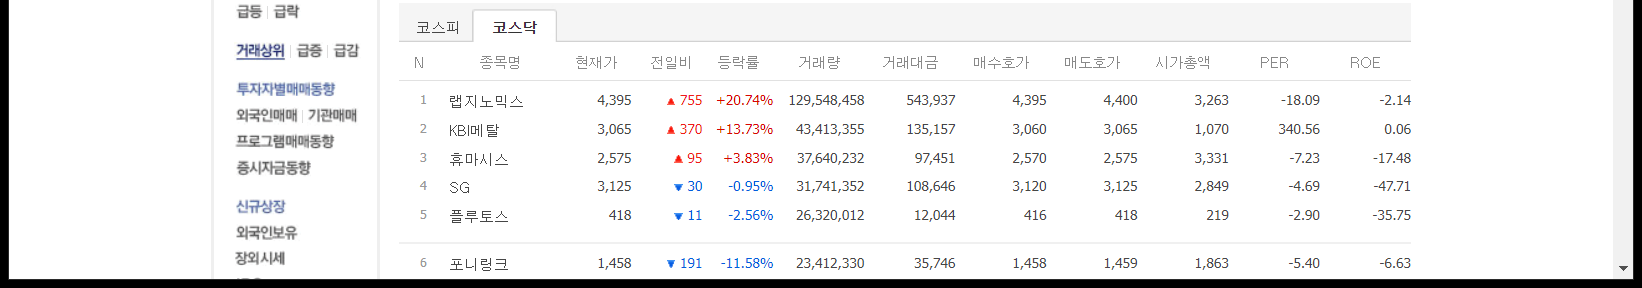 급등 | 급락
거래상위 | 급증 | 급감
투자자별매매동향
외국인매매 | 기관매매
프로그램매매동향
증시자금동향
신규상장
외국인보유
장외시세
코스피 코스닥
N 종목명 현재가 전일비 등락률 거래량 거래대금 매수호가 매도호가 시가총액 PER ROE
1 랩지노믹스 4,395 ▲ 755 +20.74% 129,548,458 543,937 4,395 4,400 3,263 -18.09 -2.14
2 KBI메탈 3,065 ▲ 370 +13.73% 43,413,355 135,157 3,060 3,065 1,070 340.56 0.06
3 휴마시스 2,575 ▲ 95 +3.83% 37,640,232 97,451 2,570 2,575 3,331 -7.23 -17.48
4 SG 3,125 ▼ 30 -0.95% 31,741,352 108,646 3,120 3,125 2,849 -4.69 -47.71
5 플루토스 418 ▼ 11 -2.56% 26,320,012 12,044 416 418 219 -2.90 -35.75
6 포니링크 1,458 ▼ 191 -11.58% 23,412,330 35,746 1,458 1,459 1,863 -5.40 -6.63